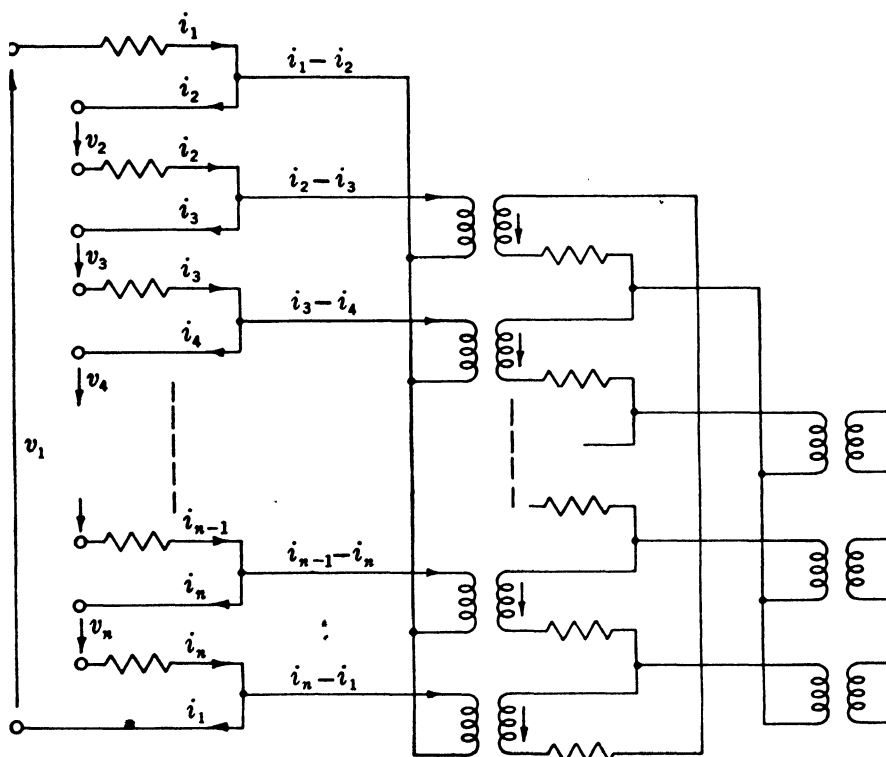 i₁
i₁ − i₂
i₂
v₂
i₂
i₂ − i₃
i₃
v₃
i₃
i₃ − i₄
i₄
v₄
v₁
iₙ₋₁
iₙ₋₁ − iₙ
iₙ
vₙ
iₙ
iₙ − i₁
i₁